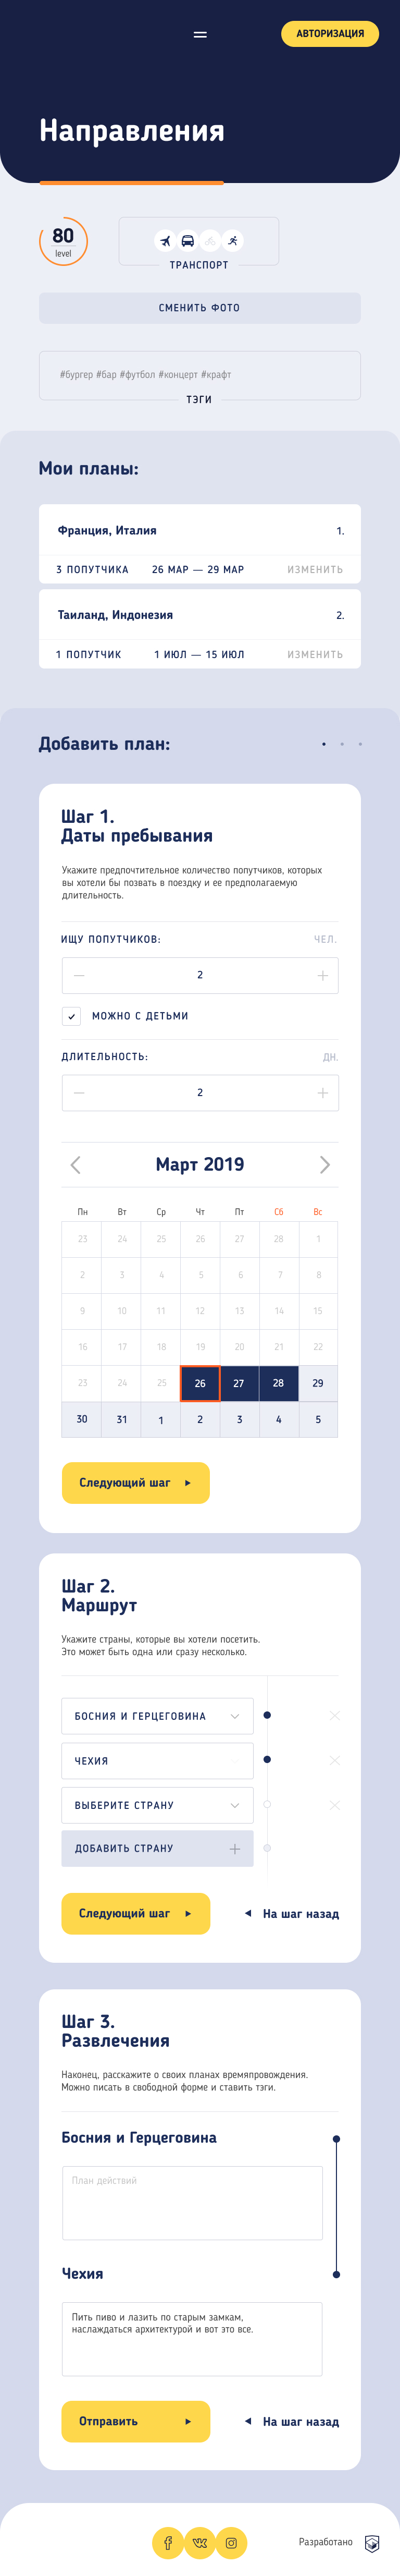 АВТОРИЗАЦИЯ
Направления
80
level
ТРАНСПОРТ
СМЕНИТЬ ФОТО
#бургер #бар #футбол #концерт #крафт
ТЭГИ
Мои планы:
Франция, Италия 1.
3 ПОПУТЧИКА 26 МАР — 29 МАР ИЗМЕНИТЬ
Таиланд, Индонезия 2.
1 ПОПУТЧИК 1 ИЮЛ — 15 ИЮЛ ИЗМЕНИТЬ
Добавить план:
Шаг 1.
Даты пребывания
Укажите предпочтительное количество попутчиков, которых
вы хотели бы позвать в поездку и ее предполагаемую
длительность.
ИЩУ ПОПУТЧИКОВ: ЧЕЛ.
2
МОЖНО С ДЕТЬМИ
ДЛИТЕЛЬНОСТЬ: ДН.
2
Март 2019
Пн Вт Ср Чт Пт Сб Вс
23 24 25 26 27 28 1
2 3 4 5 6 7 8
9 10 11 12 13 14 15
16 17 18 19 20 21 22
23 24 25 26 27 28 29
30 31 1 2 3 4 5
Следующий шаг
Шаг 2.
Маршрут
Укажите страны, которые вы хотели посетить.
Это может быть одна или сразу несколько.
БОСНИЯ И ГЕРЦЕГОВИНА
ЧЕХИЯ
ВЫБЕРИТЕ СТРАНУ
ДОБАВИТЬ СТРАНУ
Следующий шаг На шаг назад
Шаг 3.
Развлечения
Наконец, расскажите о своих планах времяпровождения.
Можно писать в свободной форме и ставить тэги.
Босния и Герцеговина
План действий
Чехия
Пить пиво и лазить по старым замкам,
наслаждаться архитектурой и вот это все.
Отправить На шаг назад
Разработано